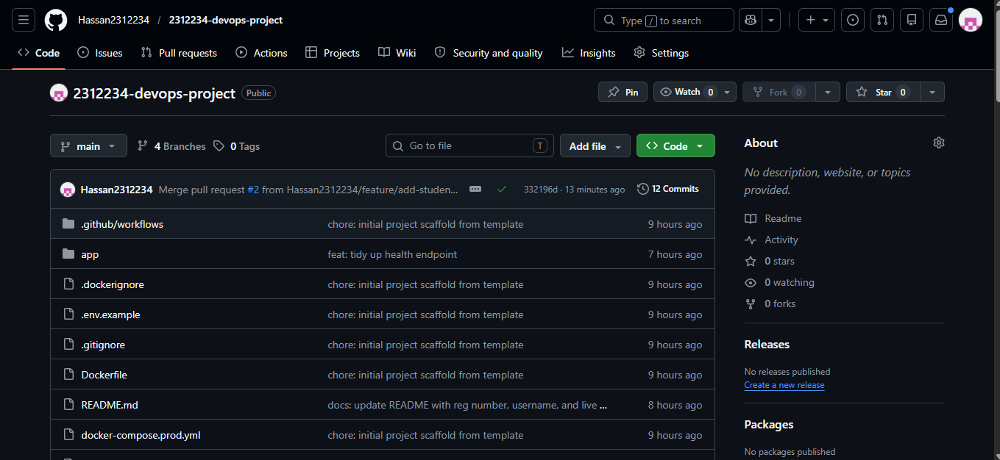 Hassan2312234 / 2312234-devops-project
Type / to search
Code Issues Pull requests Actions Projects Wiki Security and quality Insights Settings
2312234-devops-project Public
Pin Watch 0 Fork 0 Star 0
main 4 Branches 0 Tags Go to file T Add file Code
Hassan2312234 Merge pull request #2 from Hassan2312234/feature/add-studen... 332196d · 13 minutes ago 12 Commits
.github/workflows chore: initial project scaffold from template 9 hours ago
app feat: tidy up health endpoint 7 hours ago
.dockerignore chore: initial project scaffold from template 9 hours ago
.env.example chore: initial project scaffold from template 9 hours ago
.gitignore chore: initial project scaffold from template 9 hours ago
Dockerfile chore: initial project scaffold from template 9 hours ago
README.md docs: update README with reg number, username, and live ... 8 hours ago
docker-compose.prod.yml chore: initial project scaffold from template 9 hours ago
About
No description, website, or topics
provided.
Readme
Activity
0 stars
0 watching
0 forks
Releases
No releases published
Create a new release
Packages
No packages published